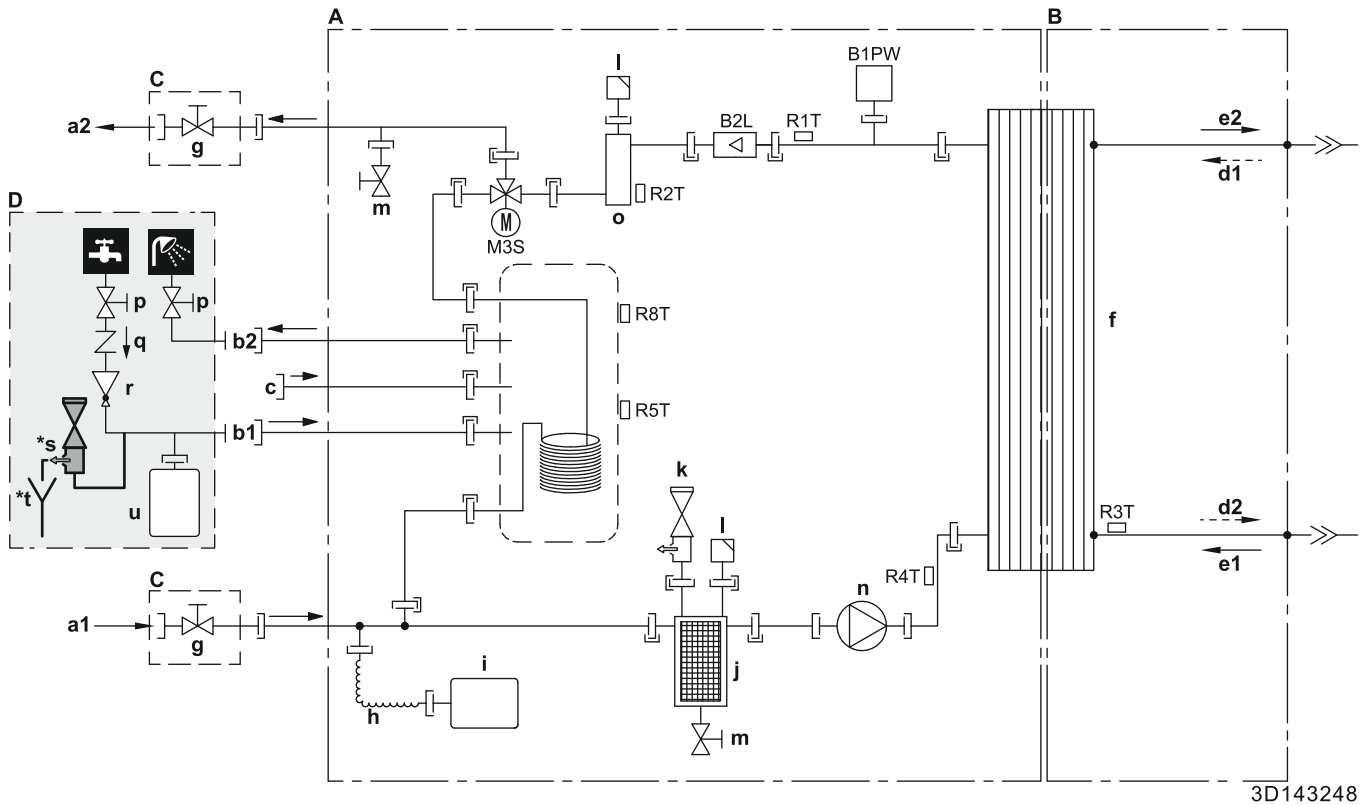 A
B
C
l
B1PW
a2
g
B2L
R1T
e2
d1
m
R2T
o
D
M
M3S
p
p
R8T
f
q
b2
r
c
R5T
b1
*s
k
*t
u
l
R3T
d2
e1
C
R4T
n
a1
g
i
j
h
m
3D143248